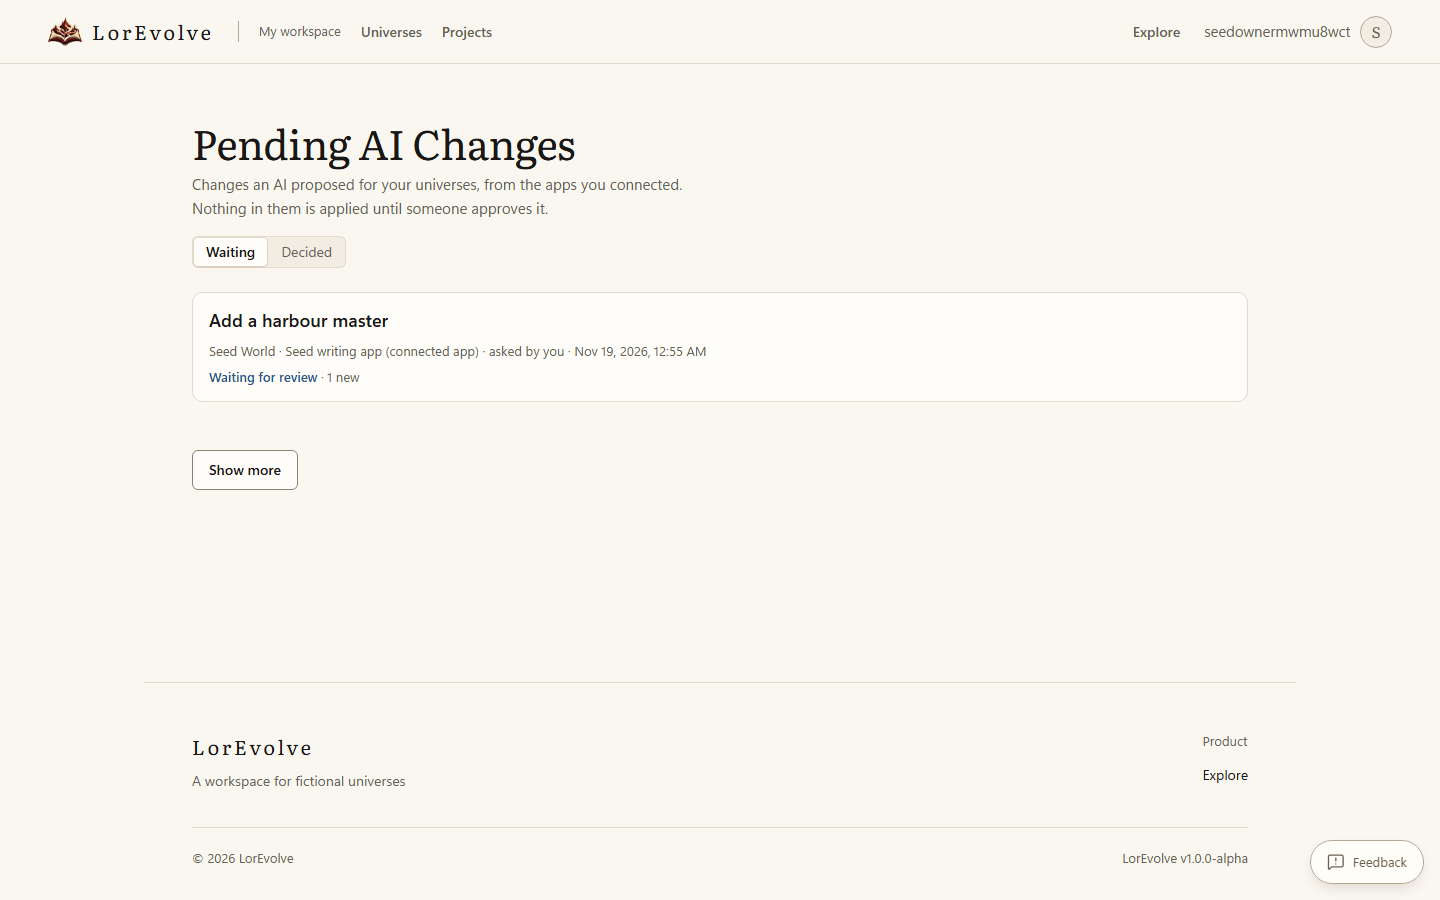 LorEvolve
My workspace
Universes
Projects
Explore
seedownermwmu8wct
S
Pending AI Changes
Changes an AI proposed for your universes, from the apps you connected.
Nothing in them is applied until someone approves it.
Waiting
Decided
Add a harbour master
Seed World · Seed writing app (connected app) · asked by you · Nov 19, 2026, 12:55 AM
Waiting for review · 1 new
Show more
LorEvolve
A workspace for fictional universes
Product
Explore
© 2026 LorEvolve
LorEvolve v1.0.0-alpha
Feedback